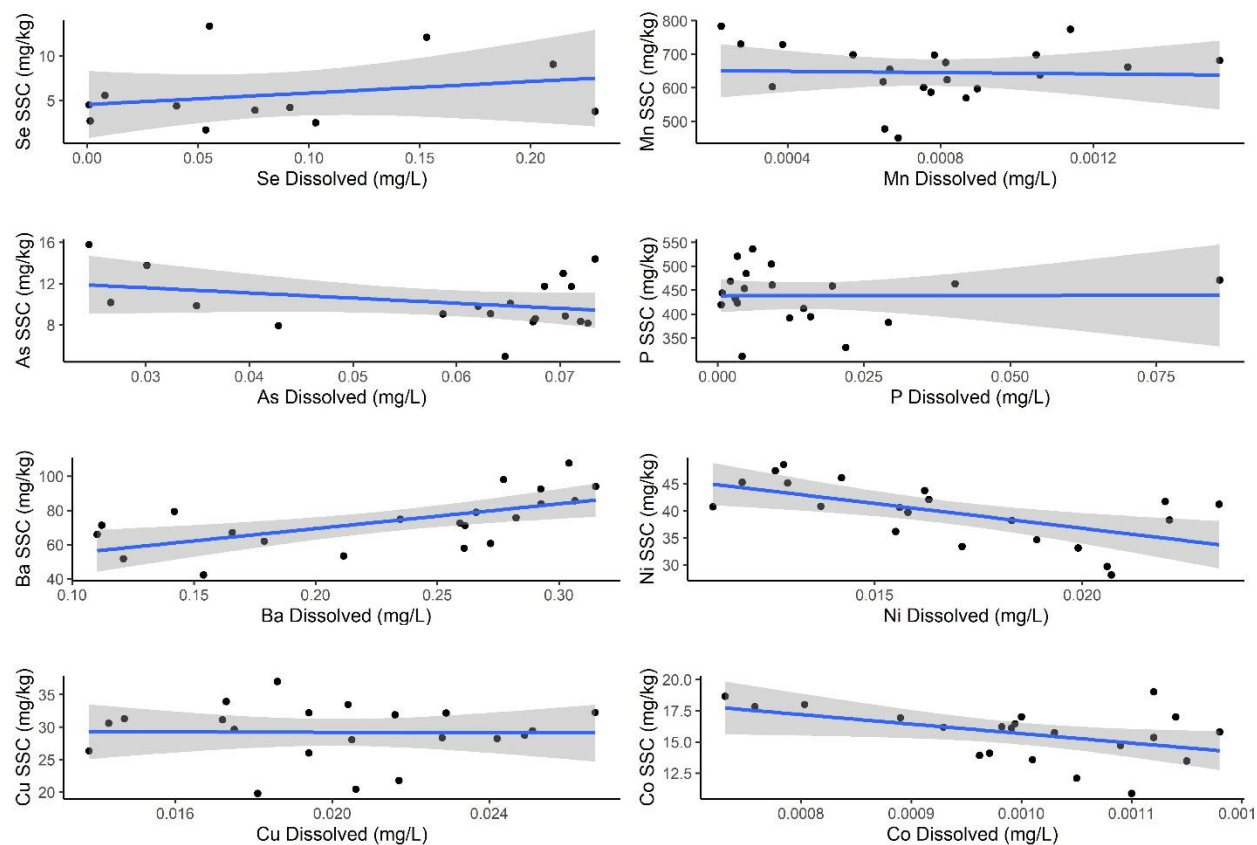 Se SSC (mg/kg)
10
5
0.00 0.05 0.10 0.15 0.20
Se Dissolved (mg/L)
Mn SSC (mg/kg)
800
700
600
500
0.0004 0.0008 0.0012
Mn Dissolved (mg/L)
As SSC (mg/kg)
16
12
8
0.03 0.04 0.05 0.06 0.07
As Dissolved (mg/L)
P SSC (mg/kg)
550
500
450
400
350
0.000 0.025 0.050 0.075
P Dissolved (mg/L)
Ba SSC (mg/kg)
100
80
60
40
0.10 0.15 0.20 0.25 0.30
Ba Dissolved (mg/L)
Ni SSC (mg/kg)
45
40
35
30
0.015 0.020
Ni Dissolved (mg/L)
Cu SSC (mg/kg)
35
30
25
20
0.016 0.020 0.024
Cu Dissolved (mg/L)
Co SSC (mg/kg)
20.0
17.5
15.0
12.5
0.0008 0.0009 0.0010 0.0011 0.001
Co Dissolved (mg/L)